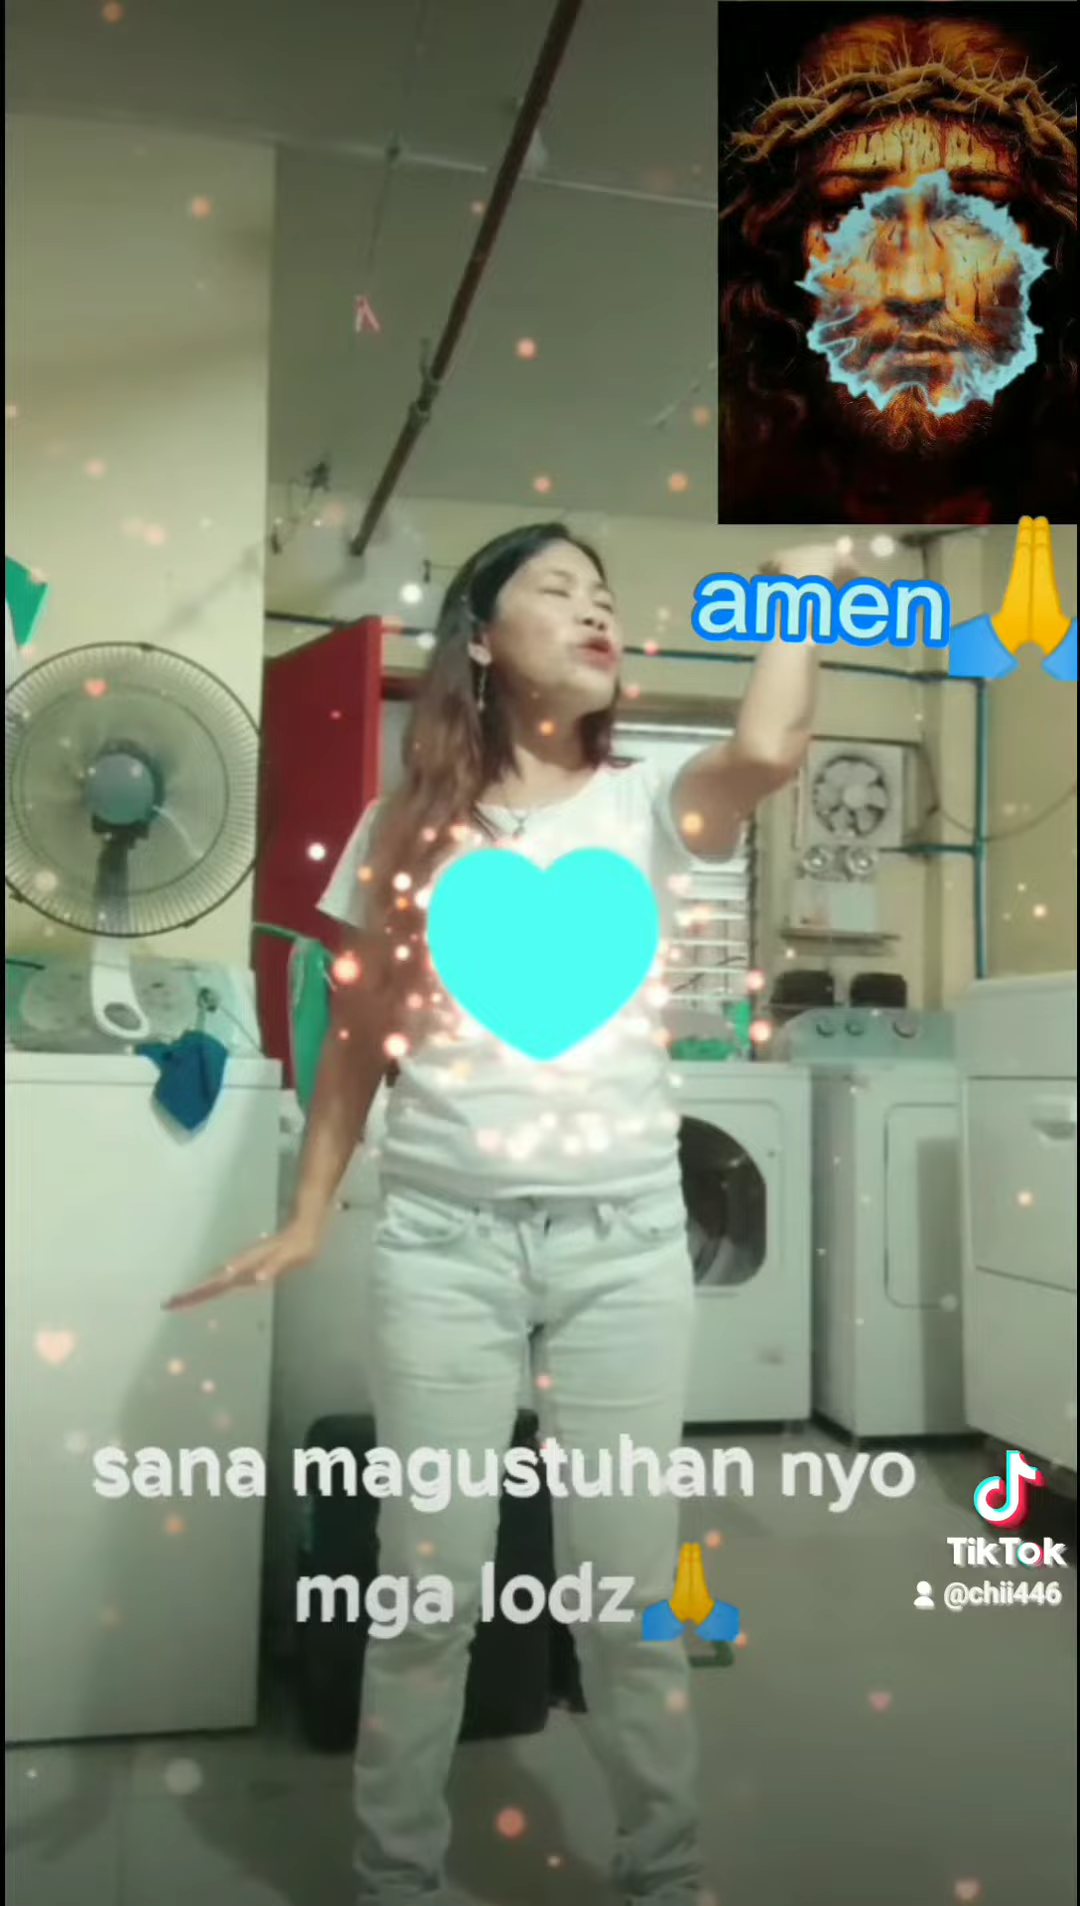 amen🙏
sana magustuhan nyo
mga lodz🙏
TikTok
@chii446